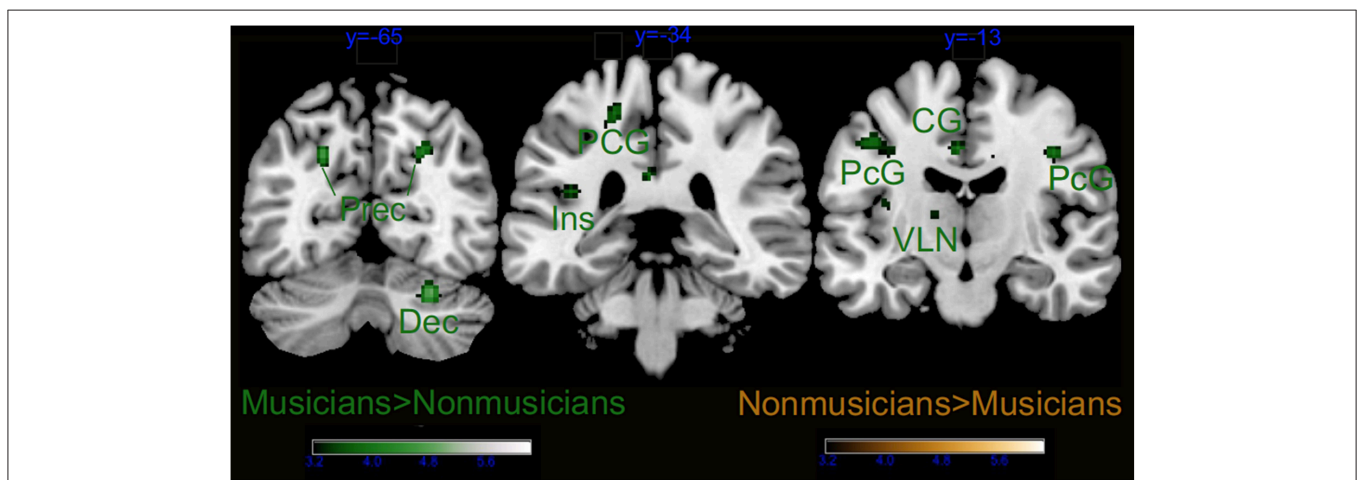 y=-65
y=-34
y=-13
PCG
CG
Prec
Ins
PcG
PcG
VLN
Dec
Musicians>Nonmusicians
Nonmusicians>Musicians
3.2 4.0 4.8 5.6
3.2 4.0 4.8 5.6